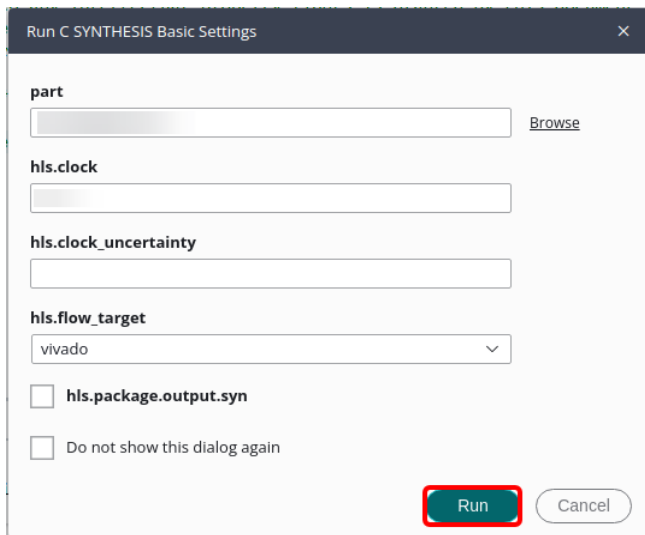 Run C SYNTHESIS Basic Settings
part
Browse
hls.clock
hls.clock_uncertainty
hls.flow_target
vivado
hls.package.output.syn
Do not show this dialog again
Run Cancel